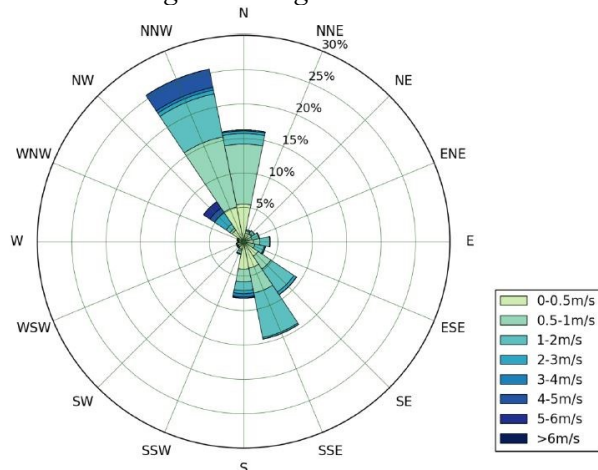 N
NNW
NNE
30%
NW
25%
NE
20%
WNW
15%
ENE
10%
5%
W
E
0-0.5m/s
0.5-1m/s
WSW
ESE
1-2m/s
2-3m/s
3-4m/s
SW
SE
4-5m/s
5-6m/s
>6m/s
SSW
SSE
S